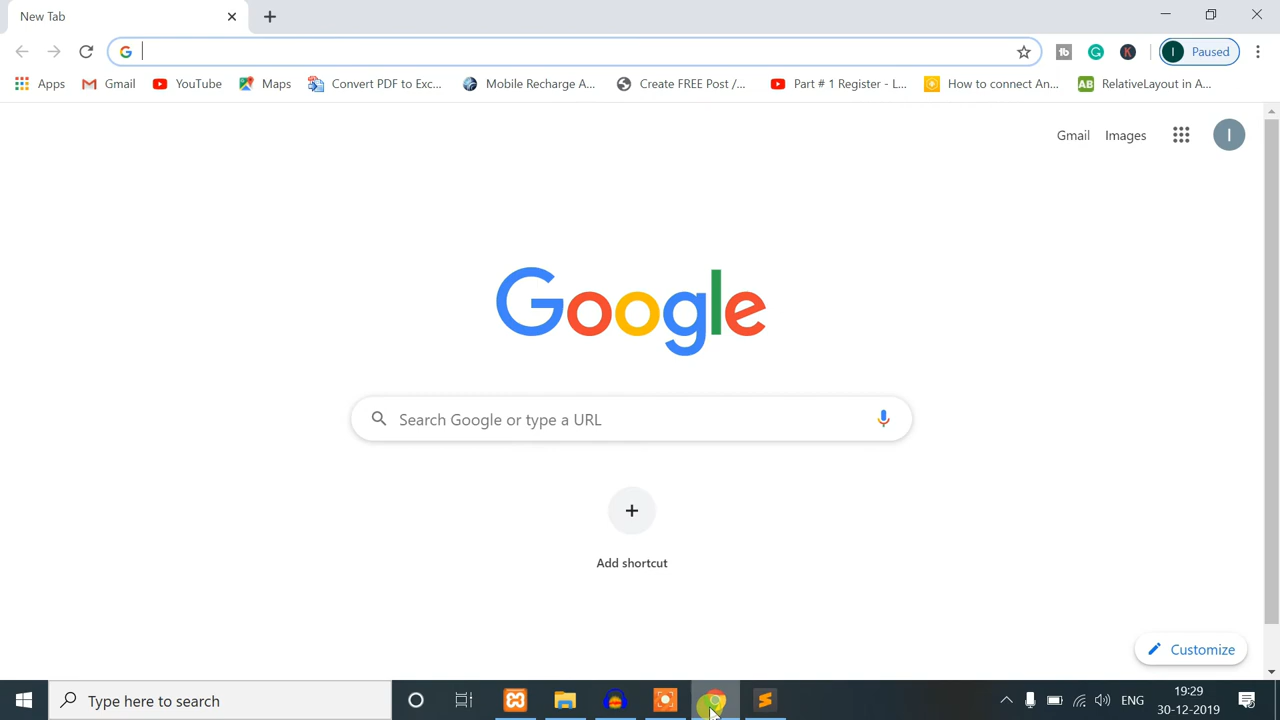 New Tab
Paused
Apps
Gmail
YouTube
Maps
Convert PDF to Exc...
Mobile Recharge A...
Create FREE Post /...
Part # 1 Register - L...
How to connect An...
AB
RelativeLayout in A...
Gmail
Images
I
Google
Search Google or type a URL
Add shortcut
Customize
Type here to search
ENG
19:29
30-12-2019